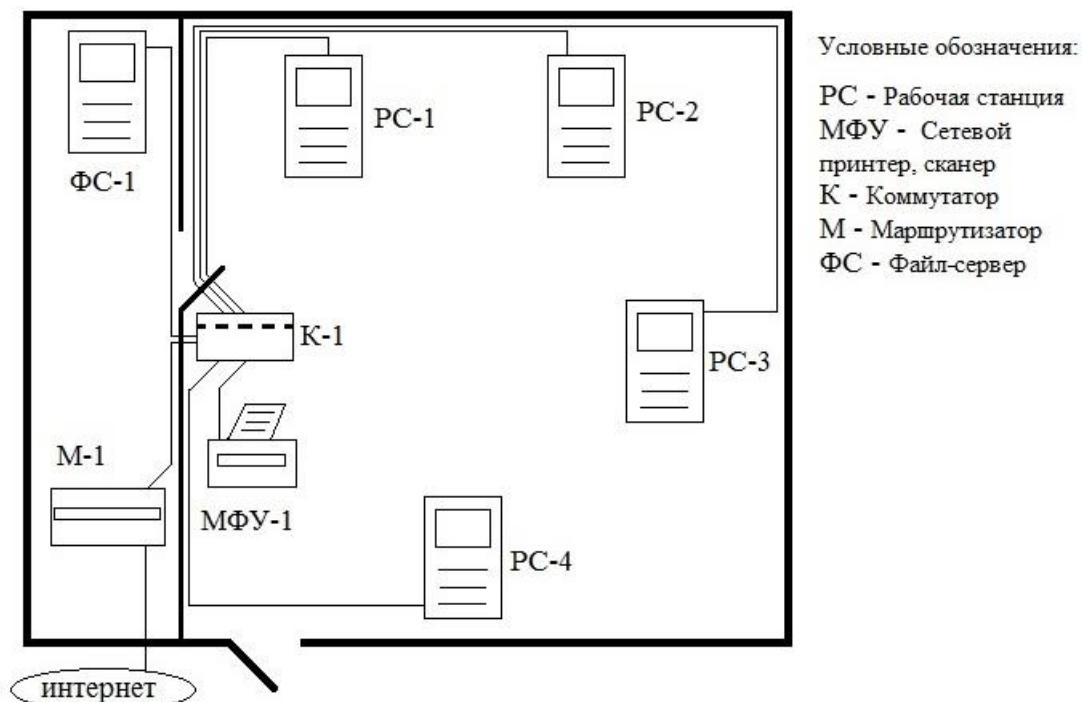 ФС-1
РС-1
РС-2
К-1
РС-3
М-1
МФУ-1
РС-4
интернет
Условные обозначения:
РС - Рабочая станция
МФУ - Сетевой
принтер, сканер
К - Коммутатор
М - Маршрутизатор
ФС - Файл-сервер